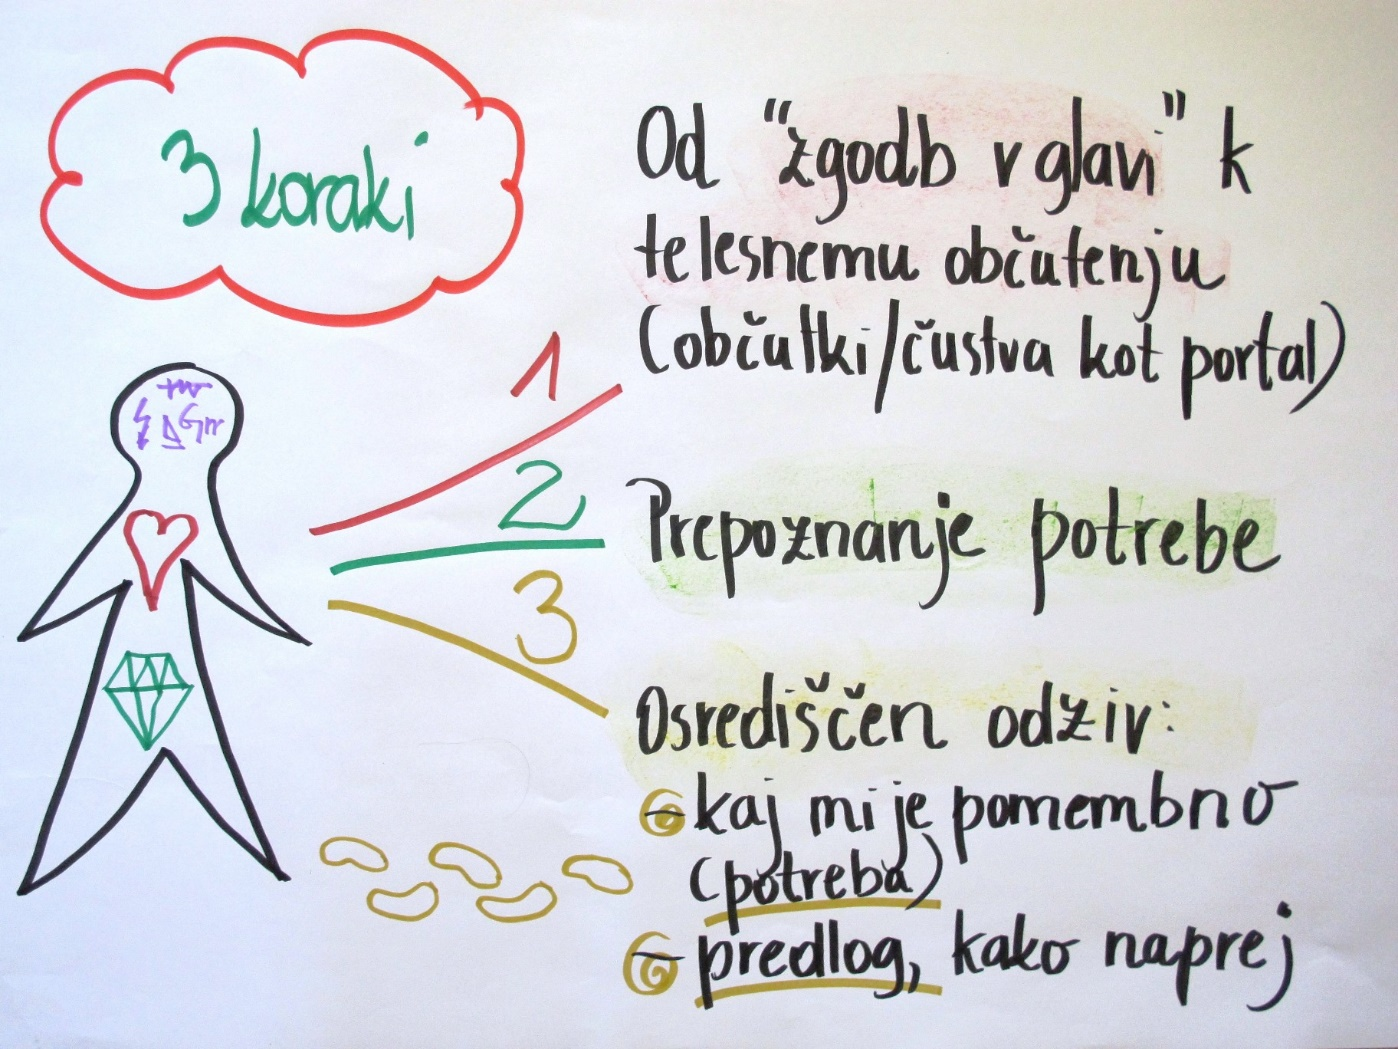 3 koraki
Od "zgodb v glavi" k
telesnemu občutenju
(občutki/čustva kot portal)
1
2
Prepoznanje potrebe
3
Osrediščen odziv:
- kaj mi je pomembno
(potreba)
- predlog, kako naprej